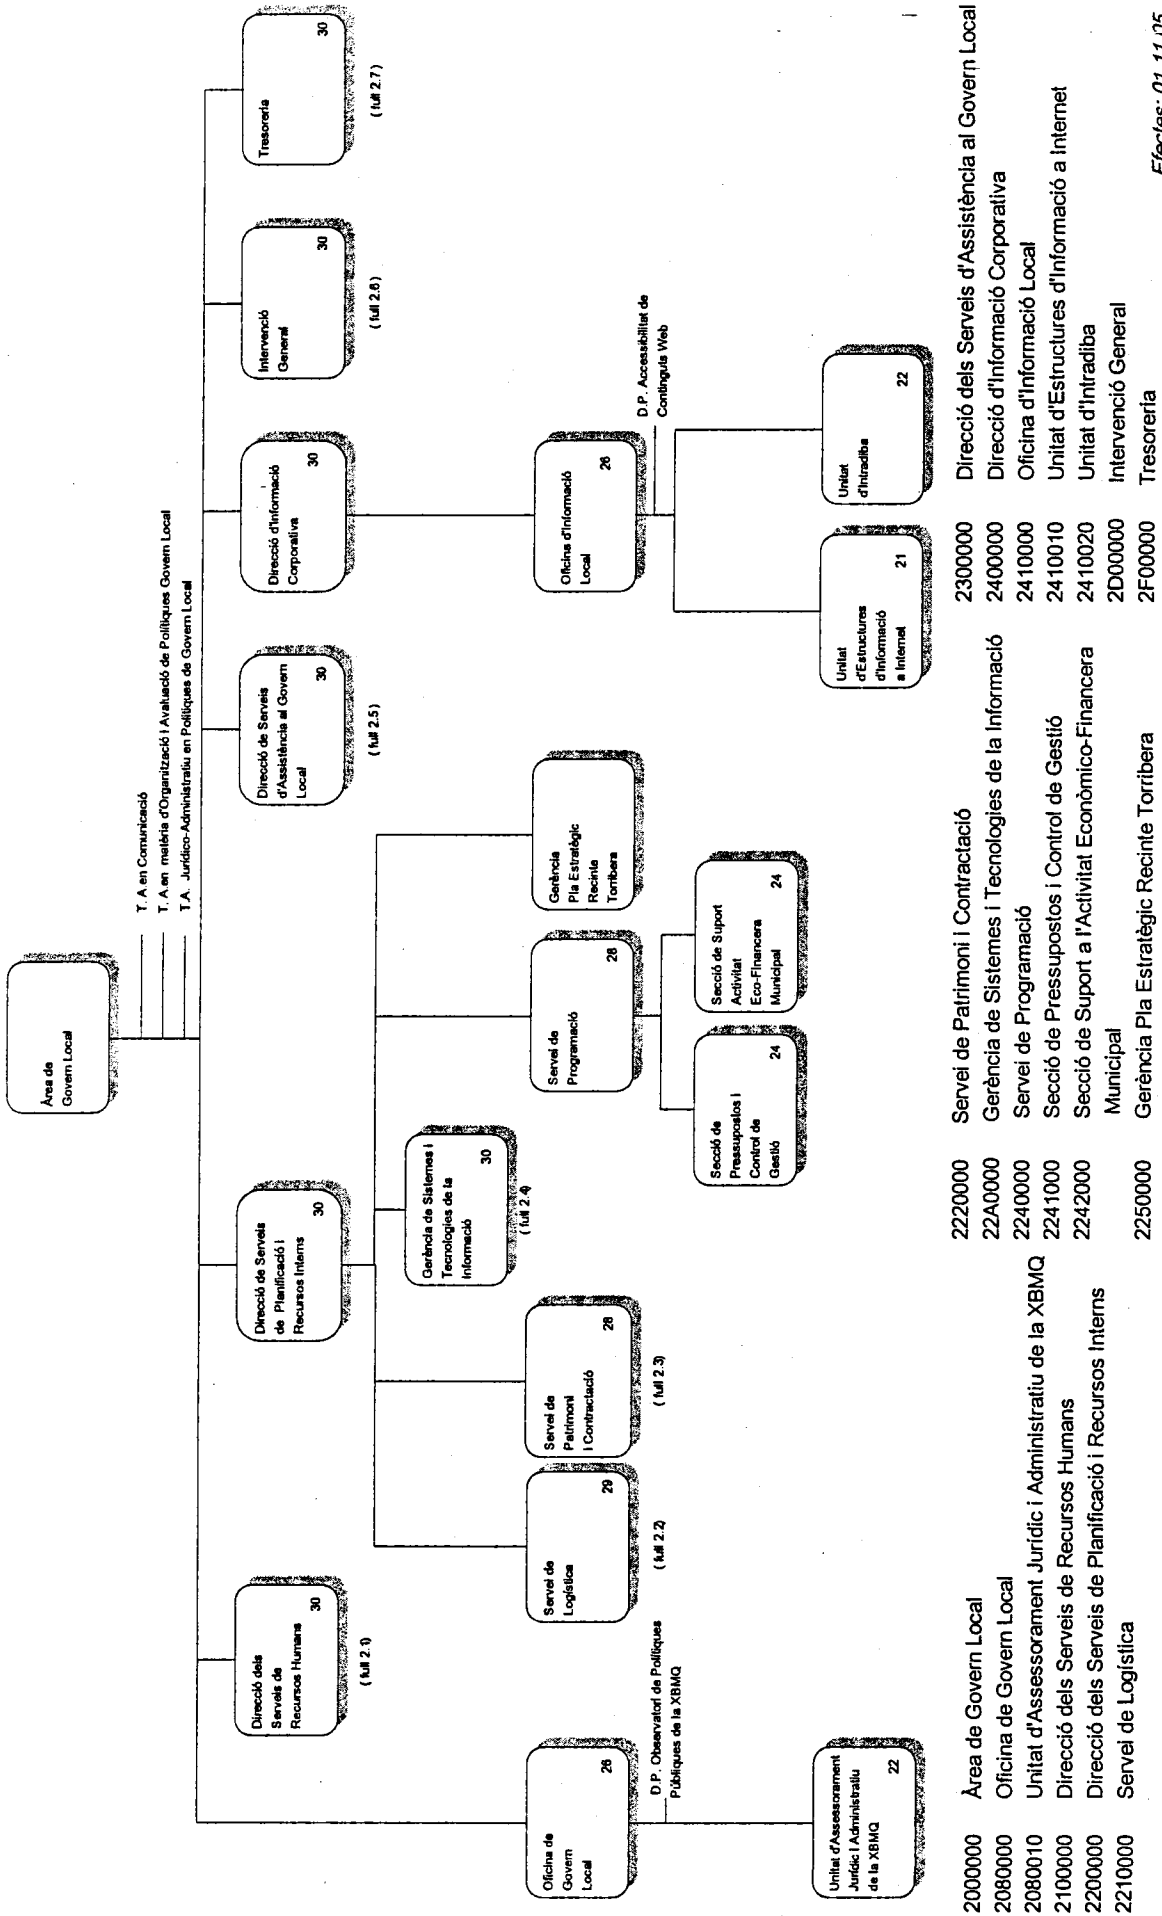 Àrea de
Govern Local
T. A en Comunicació
T. A en matèria d'Organització i Avaluació de Polítiques Govern Local
T.A. Jurídico-Administratiu en Polítiques de Govern Local
Direcció dels
Serveis de
Recursos Humans
30
( full 2.1)
Direcció de Serveis
de Planificació i
Recursos Interns
30
Direcció de Serveis
d'Assistència al Govern
Local
30
( full 2.5)
Direcció d'Informació
Corporativa
30
Intervenció
General
30
( full 2.6)
Tresoreria
30
( full 2.7)
Gerència de Sistemes i
Tecnologies de la
Informació
30
( full 2.4)
Oficina de
Govern
Local
26
D.P. Observatori de Polítiques
Públiques de la XBMQ
Servei de
Logística
29
( full 2.2)
Servei de
Patrimoni
i Contractació
28
( full 2.3)
Servei de
Programació
28
Gerència
Pla Estratègic
Recinte
Torribera
Oficina d'Informació
Local
26
D.P. Accessibilitat de
Continguts Web
Secció de
Pressupostos i
Control de
Gestió
24
Secció de Suport
Activitat
Eco-Financera
Municipal
24
Unitat d'Assessorament
Jurídic i Administratiu
de la XBMQ
22
Unitat
d'Estructures
d'Informació
a Internet
21
Unitat
d'Intradiba
22
2000000 Àrea de Govern Local
2080000 Oficina de Govern Local
2080010 Unitat d'Assessorament Jurídic i Administratiu de la XBMQ
2100000 Direcció dels Serveis de Recursos Humans
2200000 Direcció dels Serveis de Planificació i Recursos Interns
2210000 Servei de Logística
2220000 Servei de Patrimoni i Contractació
22A0000 Gerència de Sistemes i Tecnologies de la Informació
2240000 Servei de Programació
2241000 Secció de Pressupostos i Control de Gestió
2242000 Secció de Suport a l'Activitat Econòmico-Financera
Municipal
2250000 Gerència Pla Estratègic Recinte Torribera
2300000 Direcció dels Serveis d'Assistència al Govern Local
2400000 Direcció d'Informació Corporativa
2410000 Oficina d'Informació Local
2410010 Unitat d'Estructures d'Informació a Internet
2410020 Unitat d'Intradiba
2D00000 Intervenció General
2F00000 Tresoreria
Efectes: 01.11.05